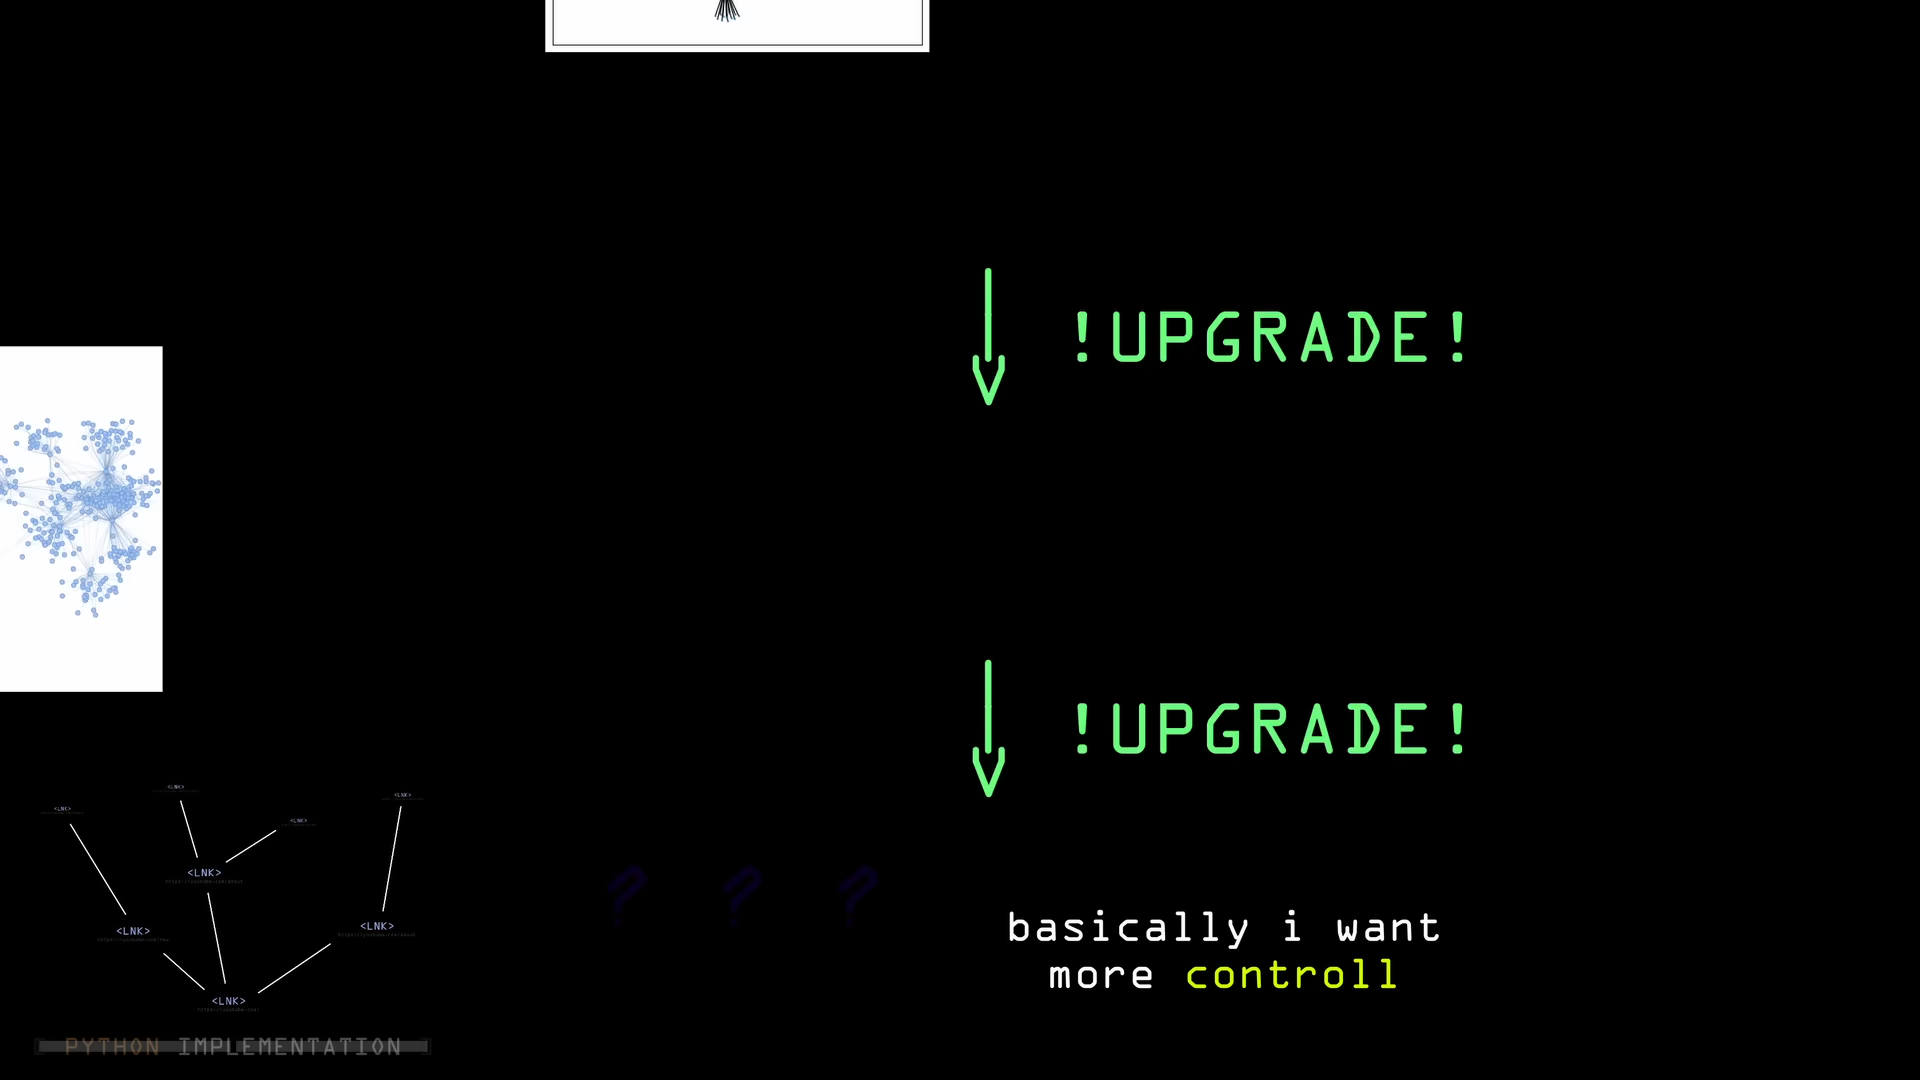 !UPGRADE!
!UPGRADE!
<LNK>
<LNK>
<LNK>
<LNK>
<LNK>
<LNK>
<LNK>
<LNK>
? ? ?
basically i want
more controll
PYTHON IMPLEMENTATION